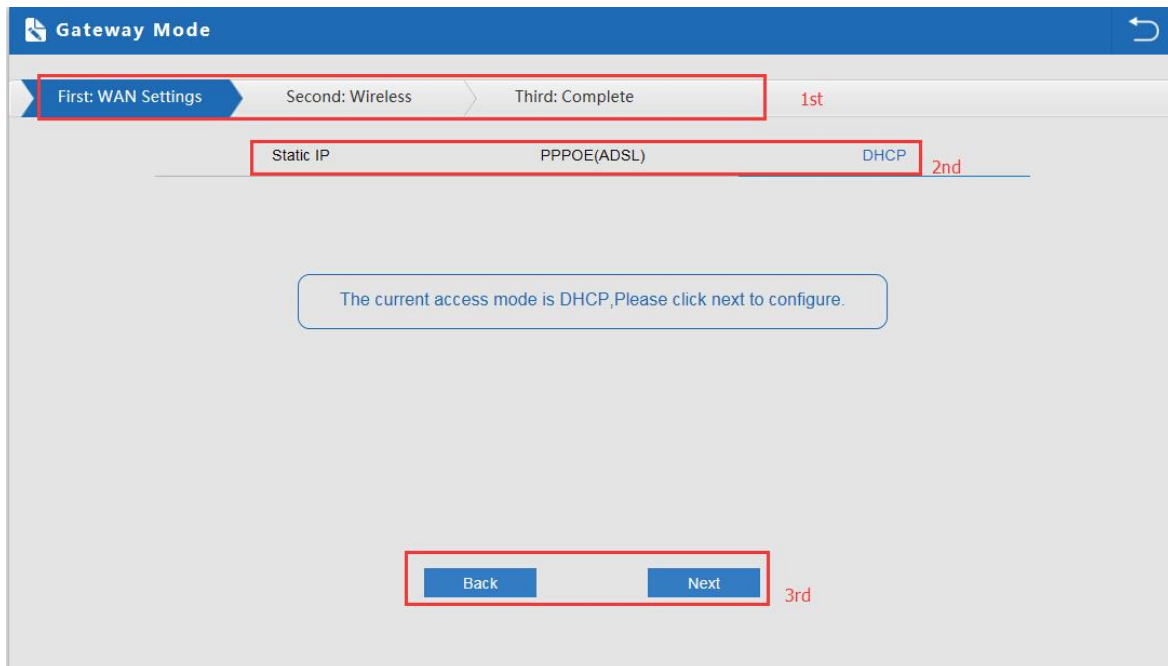 Gateway Mode
First: WAN Settings Second: Wireless Third: Complete 1st
Static IP PPPOE(ADSL) DHCP 2nd
The current access mode is DHCP,Please click next to configure.
Back Next 3rd